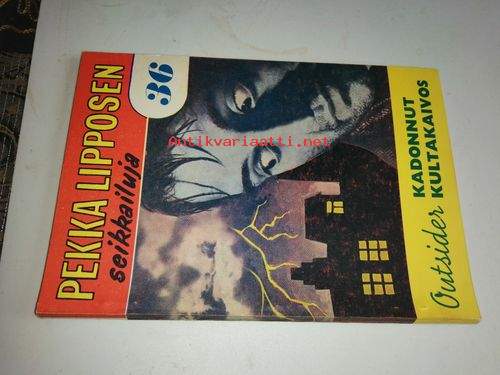 PEKKA LIPPOSEN
seikkailuja
36
Antikvariaatti.net
Outsider
KADONNUT
KULTAKAIVOS